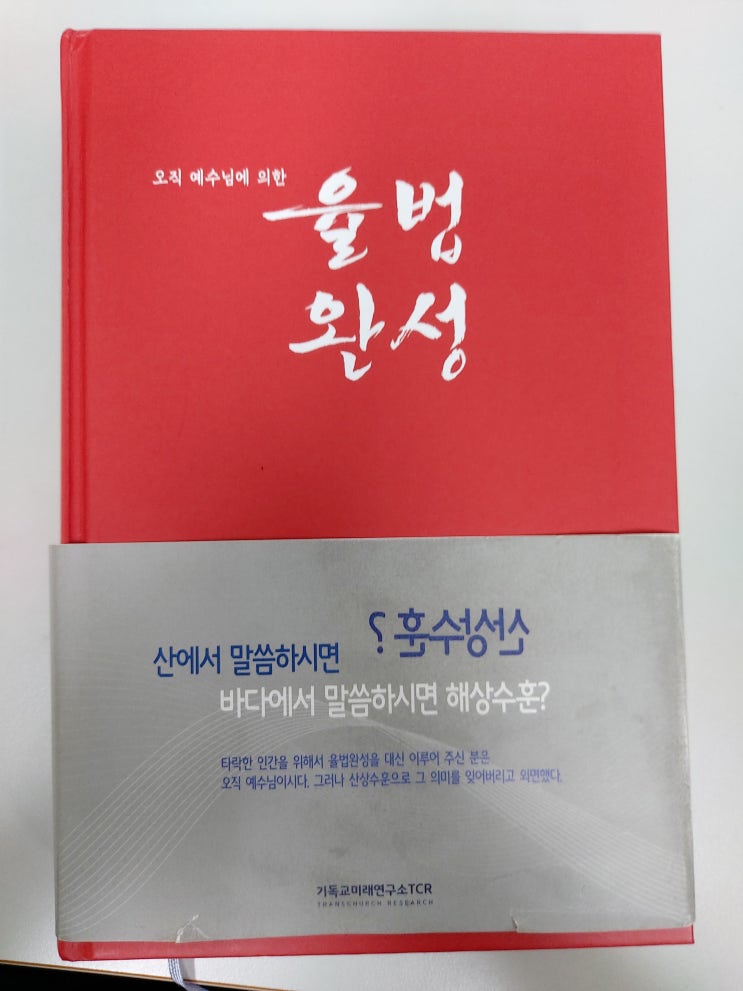 오직 예수님에 의한
율법
완성
산상수훈?
산에서 말씀하시면
바다에서 말씀하시면 해상수훈?
타락한 인간을 위해서 율법완성을 대신 이루어 주신 분은
오직 예수님이시다. 그러나 산상수훈으로 그 의미를 잊어버리고 외면했다.
기독교미래연구소TCR
TRANSCHURCH RESEARCH